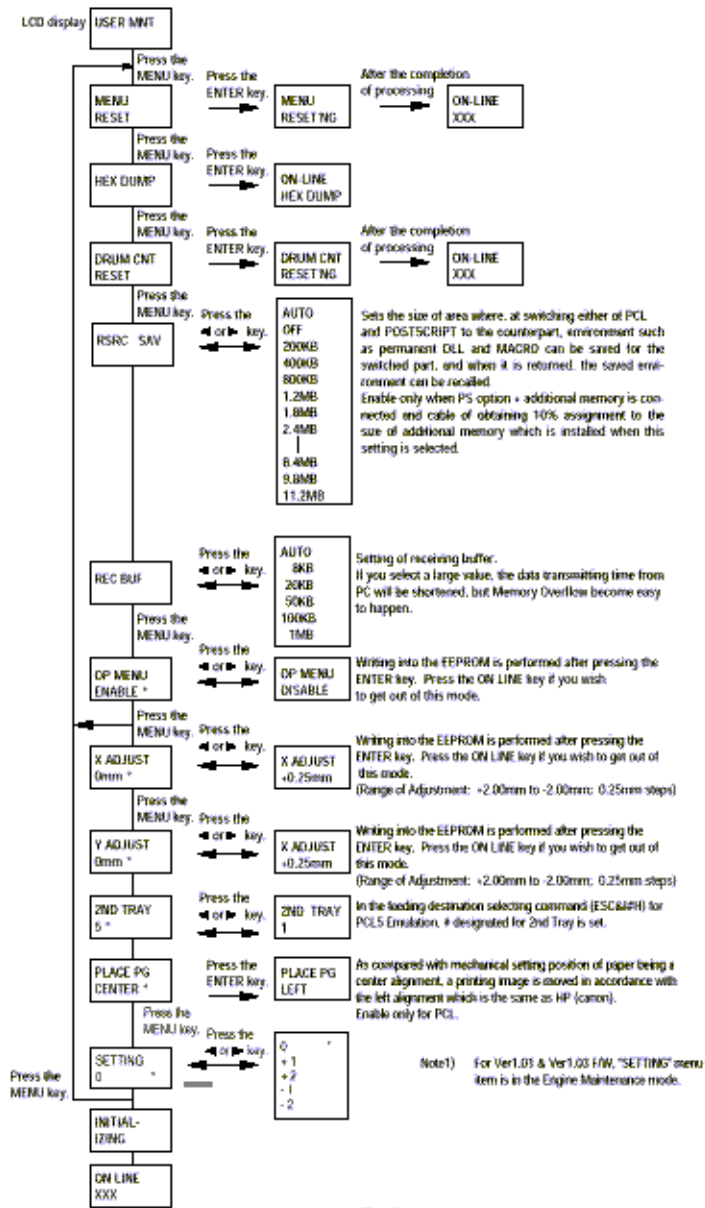 LCD display USER MNT
Press the
MENU key.
Press the
ENTER key.
After the completion
of processing
MENU
RESET
MENU
RESET'NG
ON-LINE
XXX
Press the
MENU key.
Press the
ENTER key.
HEX DUMP
ON-LINE
HEX DUMP
Press the
MENU key.
Press the
ENTER key.
After the completion
of processing
DRUM CNT
RESET
DRUM CNT
RESET'NG
ON-LINE
XXX
Press the
MENU key.
Press the
◄ or ► key.
RSRC SAV
AUTO
OFF
200KB
400KB
800KB
1.2MB
1.8MB
2.4MB
8.4MB
9.8MB
11.2MB
Sets the size of area where, at switching either of PCL
and POSTSCRIPT to the counterpart, environment such
as permanent DLL and MACRO can be saved for the
switched part, and when it is returned, the saved envi-
ronment can be recalled.
Enable only when PS option + additional memory is con-
nected and cable of obtaining 10% assignment to the
size of additional memory which is installed when this
setting is selected.
Press the
◄ or ► key.
REC BUF
AUTO
8KB
20KB
50KB
100KB
1MB
Setting of receiving buffer.
If you select a large value, the data transmitting time from
PC will be shortened, but Memory Overflow become easy
to happen.
Press the
MENU key.
Press the
◄ or ► key.
OP MENU
ENABLE *
OP MENU
DISABLE
Writing into the EEPROM is performed after pressing the
ENTER key. Press the ON LINE key if you wish
to get out of this mode.
Press the
MENU key.
Press the
◄ or ► key.
X ADJUST
0mm *
X ADJUST
+0.25mm
Writing into the EEPROM is performed after pressing the
ENTER key. Press the ON LINE key if you wish to get out of
this mode.
(Range of Adjustment: +2.00mm to -2.00mm; 0.25mm steps)
Press the
MENU key.
Press the
◄ or ► key.
Y ADJUST
0mm *
X ADJUST
+0.25mm
Writing into the EEPROM is performed after pressing the
ENTER key. Press the ON LINE key if you wish to get out of
this mode.
(Range of Adjustment: +2.00mm to -2.00mm; 0.25mm steps)
Press the
◄ or ► key.
2ND TRAY
5 *
2ND TRAY
1
In the feeding destination selecting command (ESC&l#H) for
PCL5 Emulation, # designated for 2nd Tray is set.
Press the
ENTER key.
PLACE PG
CENTER *
PLACE PG
LEFT
As compared with mechanical setting position of paper being a
center alignment, a printing image is moved in accordance with
the left alignment which is the same as HP (canon).
Enable only for PCL.
Press the
MENU key.
Press the
◄ or ► key.
SETTING
0 *
0 *
+ 1
+ 2
- 1
- 2
Note1) For Ver1.01 & Ver1.03 F/W, "SETTING" menu
item is in the Engine Maintenance mode.
Press the
MENU key.
INITIAL-
IZING
ON LINE
XXX